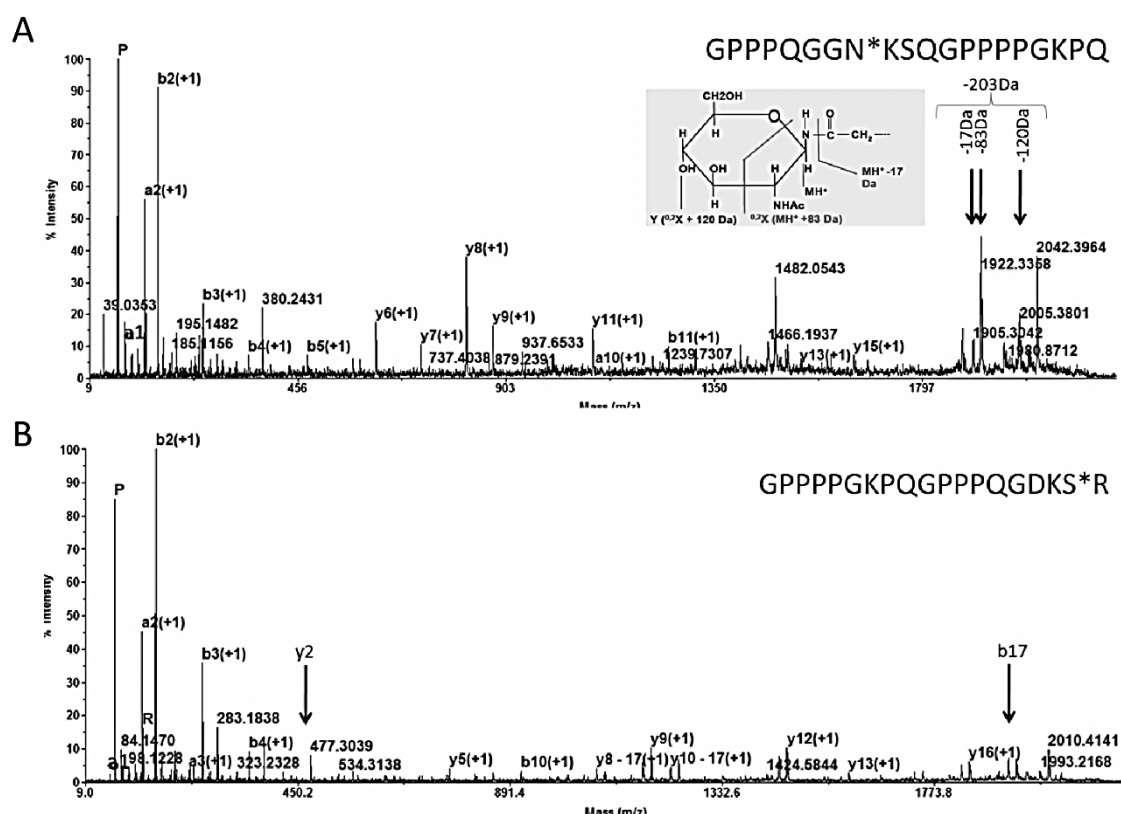 A
GPPPQGGN*KSQGPPPPGKPQ
-203Da
-17Da
-83Da
-120Da
CH2OH
O
H
H
N
O
C
CH₂
H
OH
OH
H
H
H
H
MH⁺
MH⁺ -17
Da
NHAc
Y (⁰·²X + 120 Da)
⁰·²X (MH⁺ +83 Da)
% Intensity
100
90
80
70
60
50
40
30
20
10
0
P
b2(+1)
a2(+1)
39.0353
a1
195.1482
185.1156
b3(+1)
380.2431
b4(+1)
b5(+1)
y6(+1)
y7(+1)
737.4038
y8(+1)
y9(+1)
879.2391
937.6533
y11(+1)
a10(+1)
b11(+1)
1239.7307
1482.0543
1466.1937
y13(+1)
y15(+1)
2042.3964
1922.3358
2005.3801
1905.3042
1980.8712
9
456
903
1350
1797
Mass (m/z)
B
GPPPPGKPQGPPPQGDKS*R
% Intensity
100
90
80
70
60
50
40
30
20
10
0
b2(+1)
P
a2(+1)
R
84.1470
198.1228
a3(+1)
b3(+1)
283.1838
b4(+1)
323.2328
y2
477.3039
534.3138
y5(+1)
b10(+1)
y8 - 17(+1)
y9(+1)
y10 - 17(+1)
y12(+1)
1424.5844
y13(+1)
b17
y16(+1)
2010.4141
1993.2168
9.0
450.2
891.4
1332.6
1773.8
Mass (m/z)